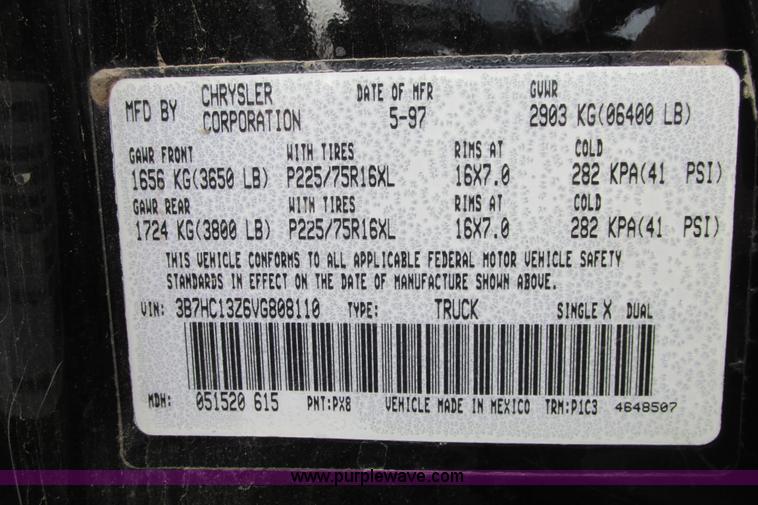 MFD BY CHRYSLER CORPORATION DATE OF MFR 5-97 GVWR 2903 KG(06400 LB)
GAWR FRONT WITH TIRES RIMS AT COLD
1656 KG(3650 LB) P225/75R16XL 16X7.0 282 KPA(41 PSI)
GAWR REAR WITH TIRES RIMS AT COLD
1724 KG(3800 LB) P225/75R16XL 16X7.0 282 KPA(41 PSI)
THIS VEHICLE CONFORMS TO ALL APPLICABLE FEDERAL MOTOR VEHICLE SAFETY
STANDARDS IN EFFECT ON THE DATE OF MANUFACTURE SHOWN ABOVE.
VIN: 3B7HC13Z6VG808110 TYPE: TRUCK SINGLE X DUAL
MDH: 051520 615 PNT:PX8 VEHICLE MADE IN MEXICO TRM:P1C3 4648507
www.purplewave.com